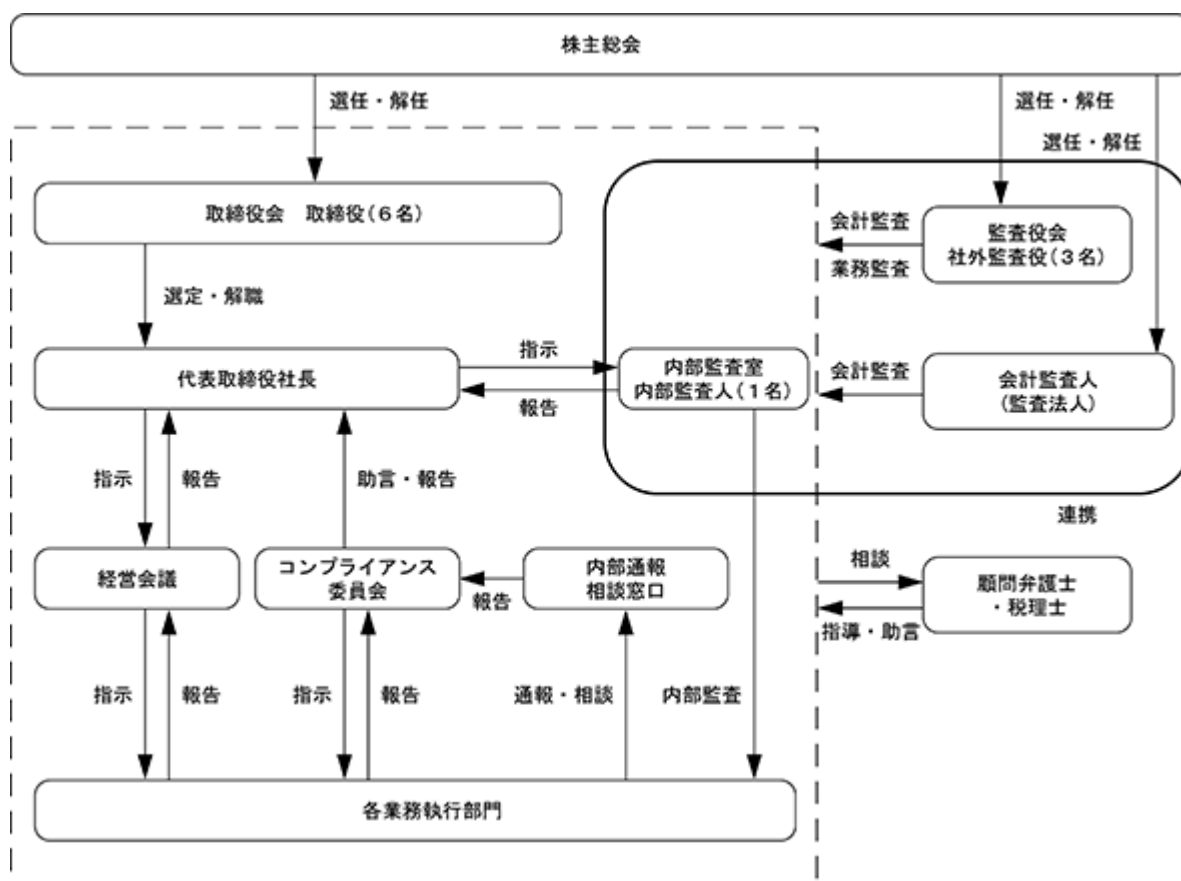 株主総会
選任・解任
選任・解任
選任・解任
取締役会　取締役（６名）
会計監査
業務監査
監査役会
社外監査役（３名）
選定・解職
代表取締役社長
指示
報告
内部監査室
内部監査人（１名）
会計監査
会計監査人
（監査法人）
指示
報告
助言・報告
連携
経営会議
コンプライアンス
委員会
報告
内部通報
相談窓口
相談
指導・助言
顧問弁護士
・税理士
指示
報告
指示
報告
通報・相談
内部監査
各業務執行部門